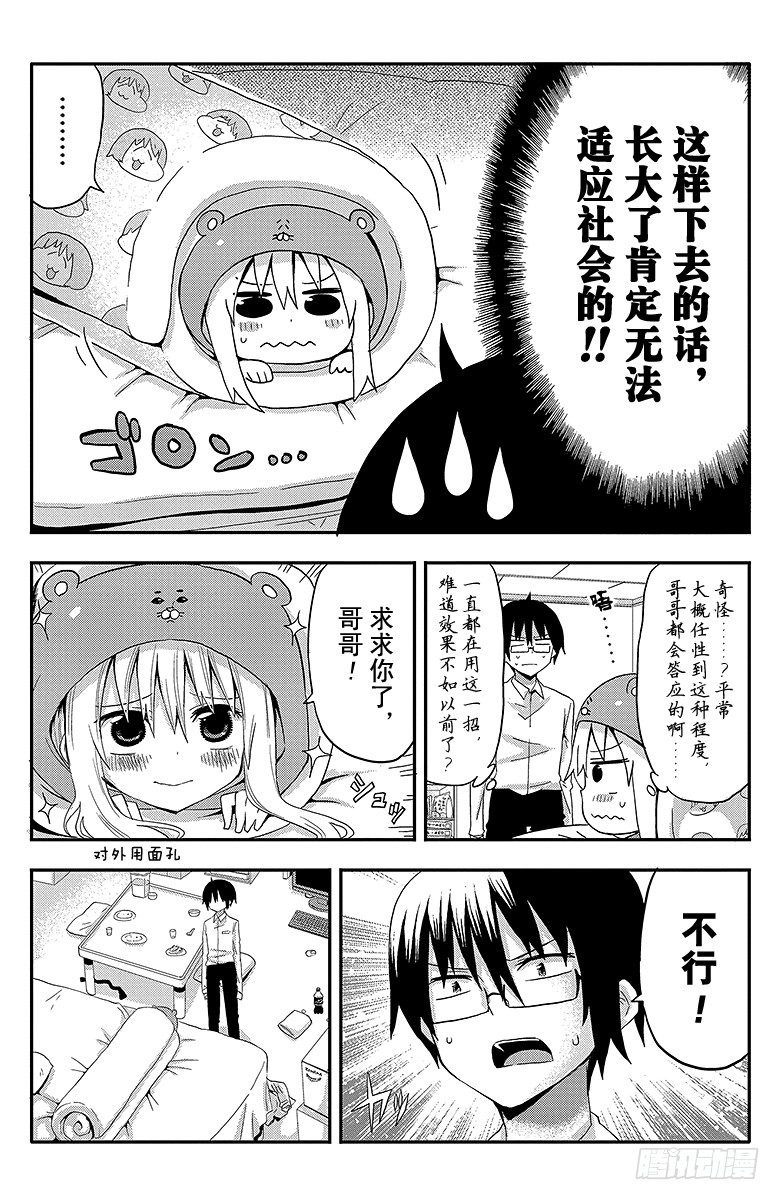 这样下去的话，
长大了肯定无法
适应社会的!!
………
ゴロン…
奇怪……？平常
大概任性到这种程度，
哥哥都会答应的啊……
一直都在用这一招，
难道效果不如以前了？
唔……
求求你了，
哥哥！
对外用面孔
不行！
腾讯动漫